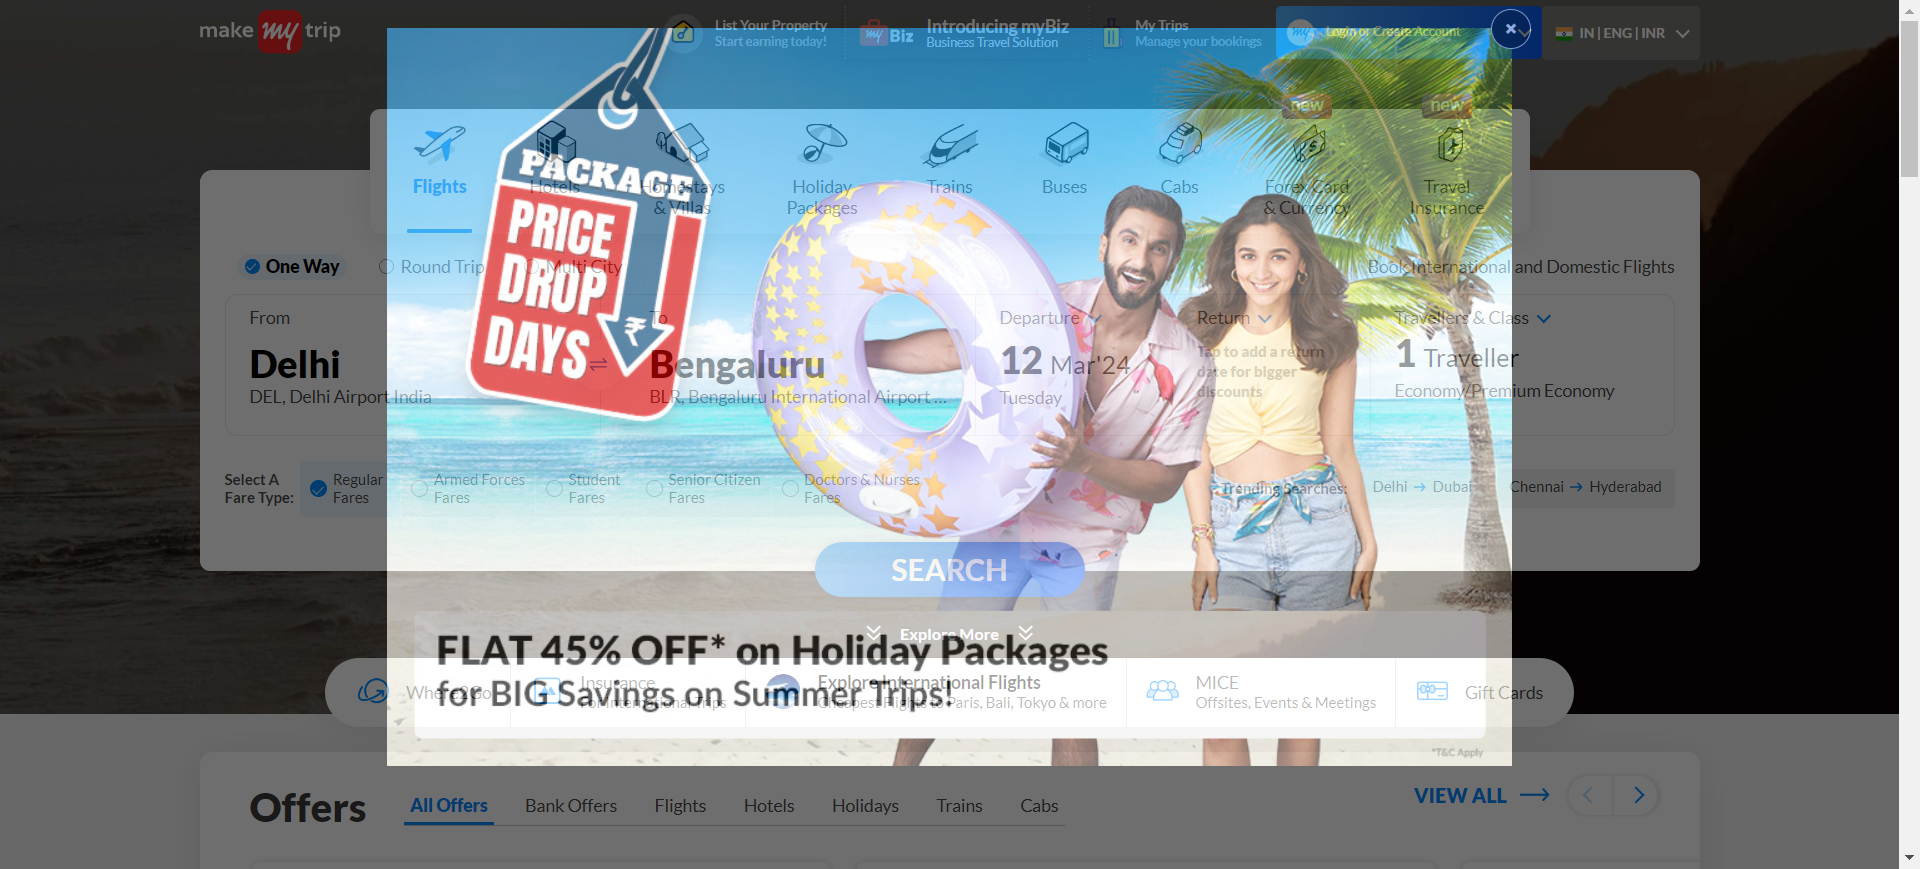 make my trip
List Your Property
Start earning today!
my Biz
Introducing myBiz
Business Travel Solution
My Trips
Manage your bookings
my
Login or Create Account
IN | ENG | INR
new
new
Flights
Hotels
Homestays
& Villas
Holiday
Packages
Trains
Buses
Cabs
Forex Card
& Currency
Travel
Insurance
PACKAGE
PRICE
DROP
DAYS
₹
One Way
Round Trip
Multi City
Book International and Domestic Flights
From
Delhi
DEL, Delhi Airport India
To
Bengaluru
BLR, Bengaluru International Airport ...
Departure
12 Mar'24
Tuesday
Return
Tap to add a return
date for bigger
discounts
Travellers & Class
1 Traveller
Economy/Premium Economy
Select A
Fare Type:
Regular
Fares
Armed Forces
Fares
Student
Fares
Senior Citizen
Fares
Doctors & Nurses
Fares
Trending Searches:
Delhi → Dubai
Chennai → Hyderabad
SEARCH
Explore More
FLAT 45% OFF* on Holiday Packages
for BIG Savings on Summer Trips!
Where2Go
Insurance
For International Trips
Explore International Flights
Cheapest Flights to Paris, Bali, Tokyo & more
MICE
Offsites, Events & Meetings
Gift Cards
*T&C Apply
Offers
All Offers
Bank Offers
Flights
Hotels
Holidays
Trains
Cabs
VIEW ALL